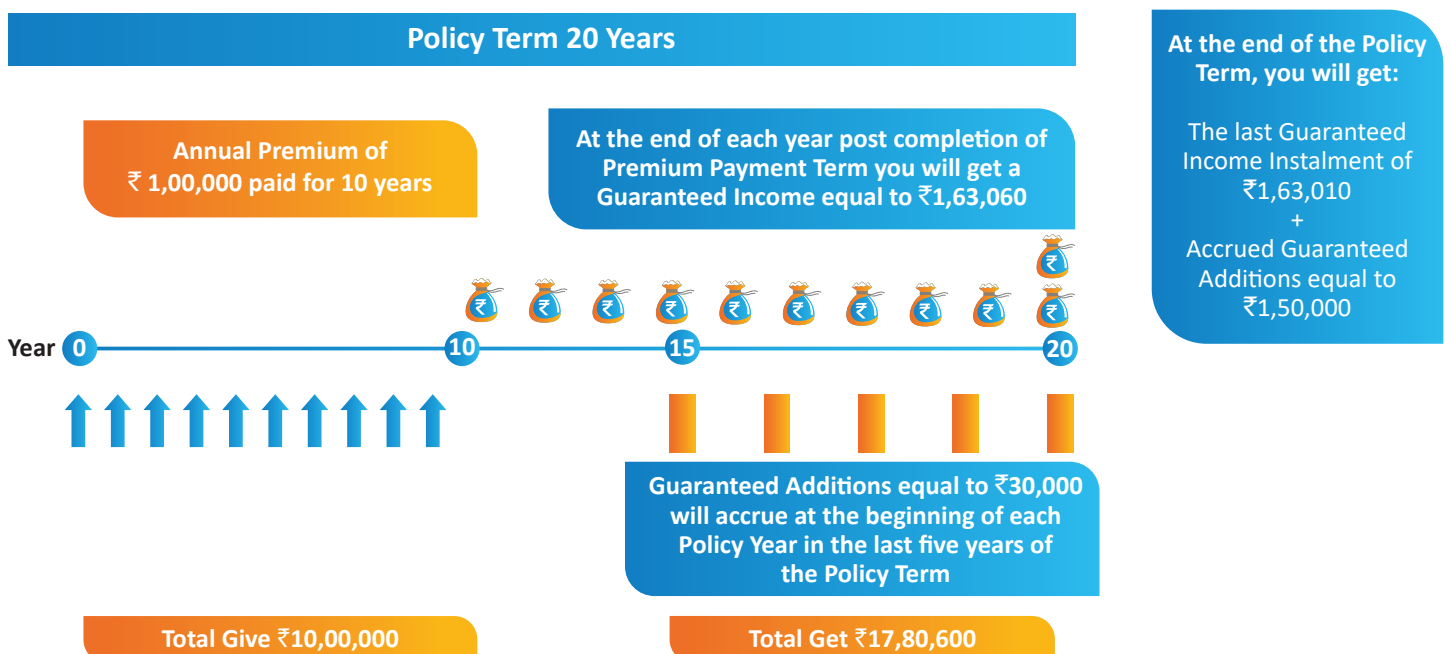 Policy Term 20 Years
Annual Premium of
₹ 1,00,000 paid for 10 years
At the end of each year post completion of
Premium Payment Term you will get a
Guaranteed Income equal to ₹1,63,060
At the end of the Policy
Term, you will get:
The last Guaranteed
Income Instalment of
₹1,63,010
+
Accrued Guaranteed
Additions equal to
₹1,50,000
₹ ₹ ₹ ₹ ₹ ₹ ₹ ₹ ₹ ₹ ₹
Year 0 10 15 20
Guaranteed Additions equal to ₹30,000
will accrue at the beginning of each
Policy Year in the last five years of
the Policy Term
Total Give ₹10,00,000
Total Get ₹17,80,600